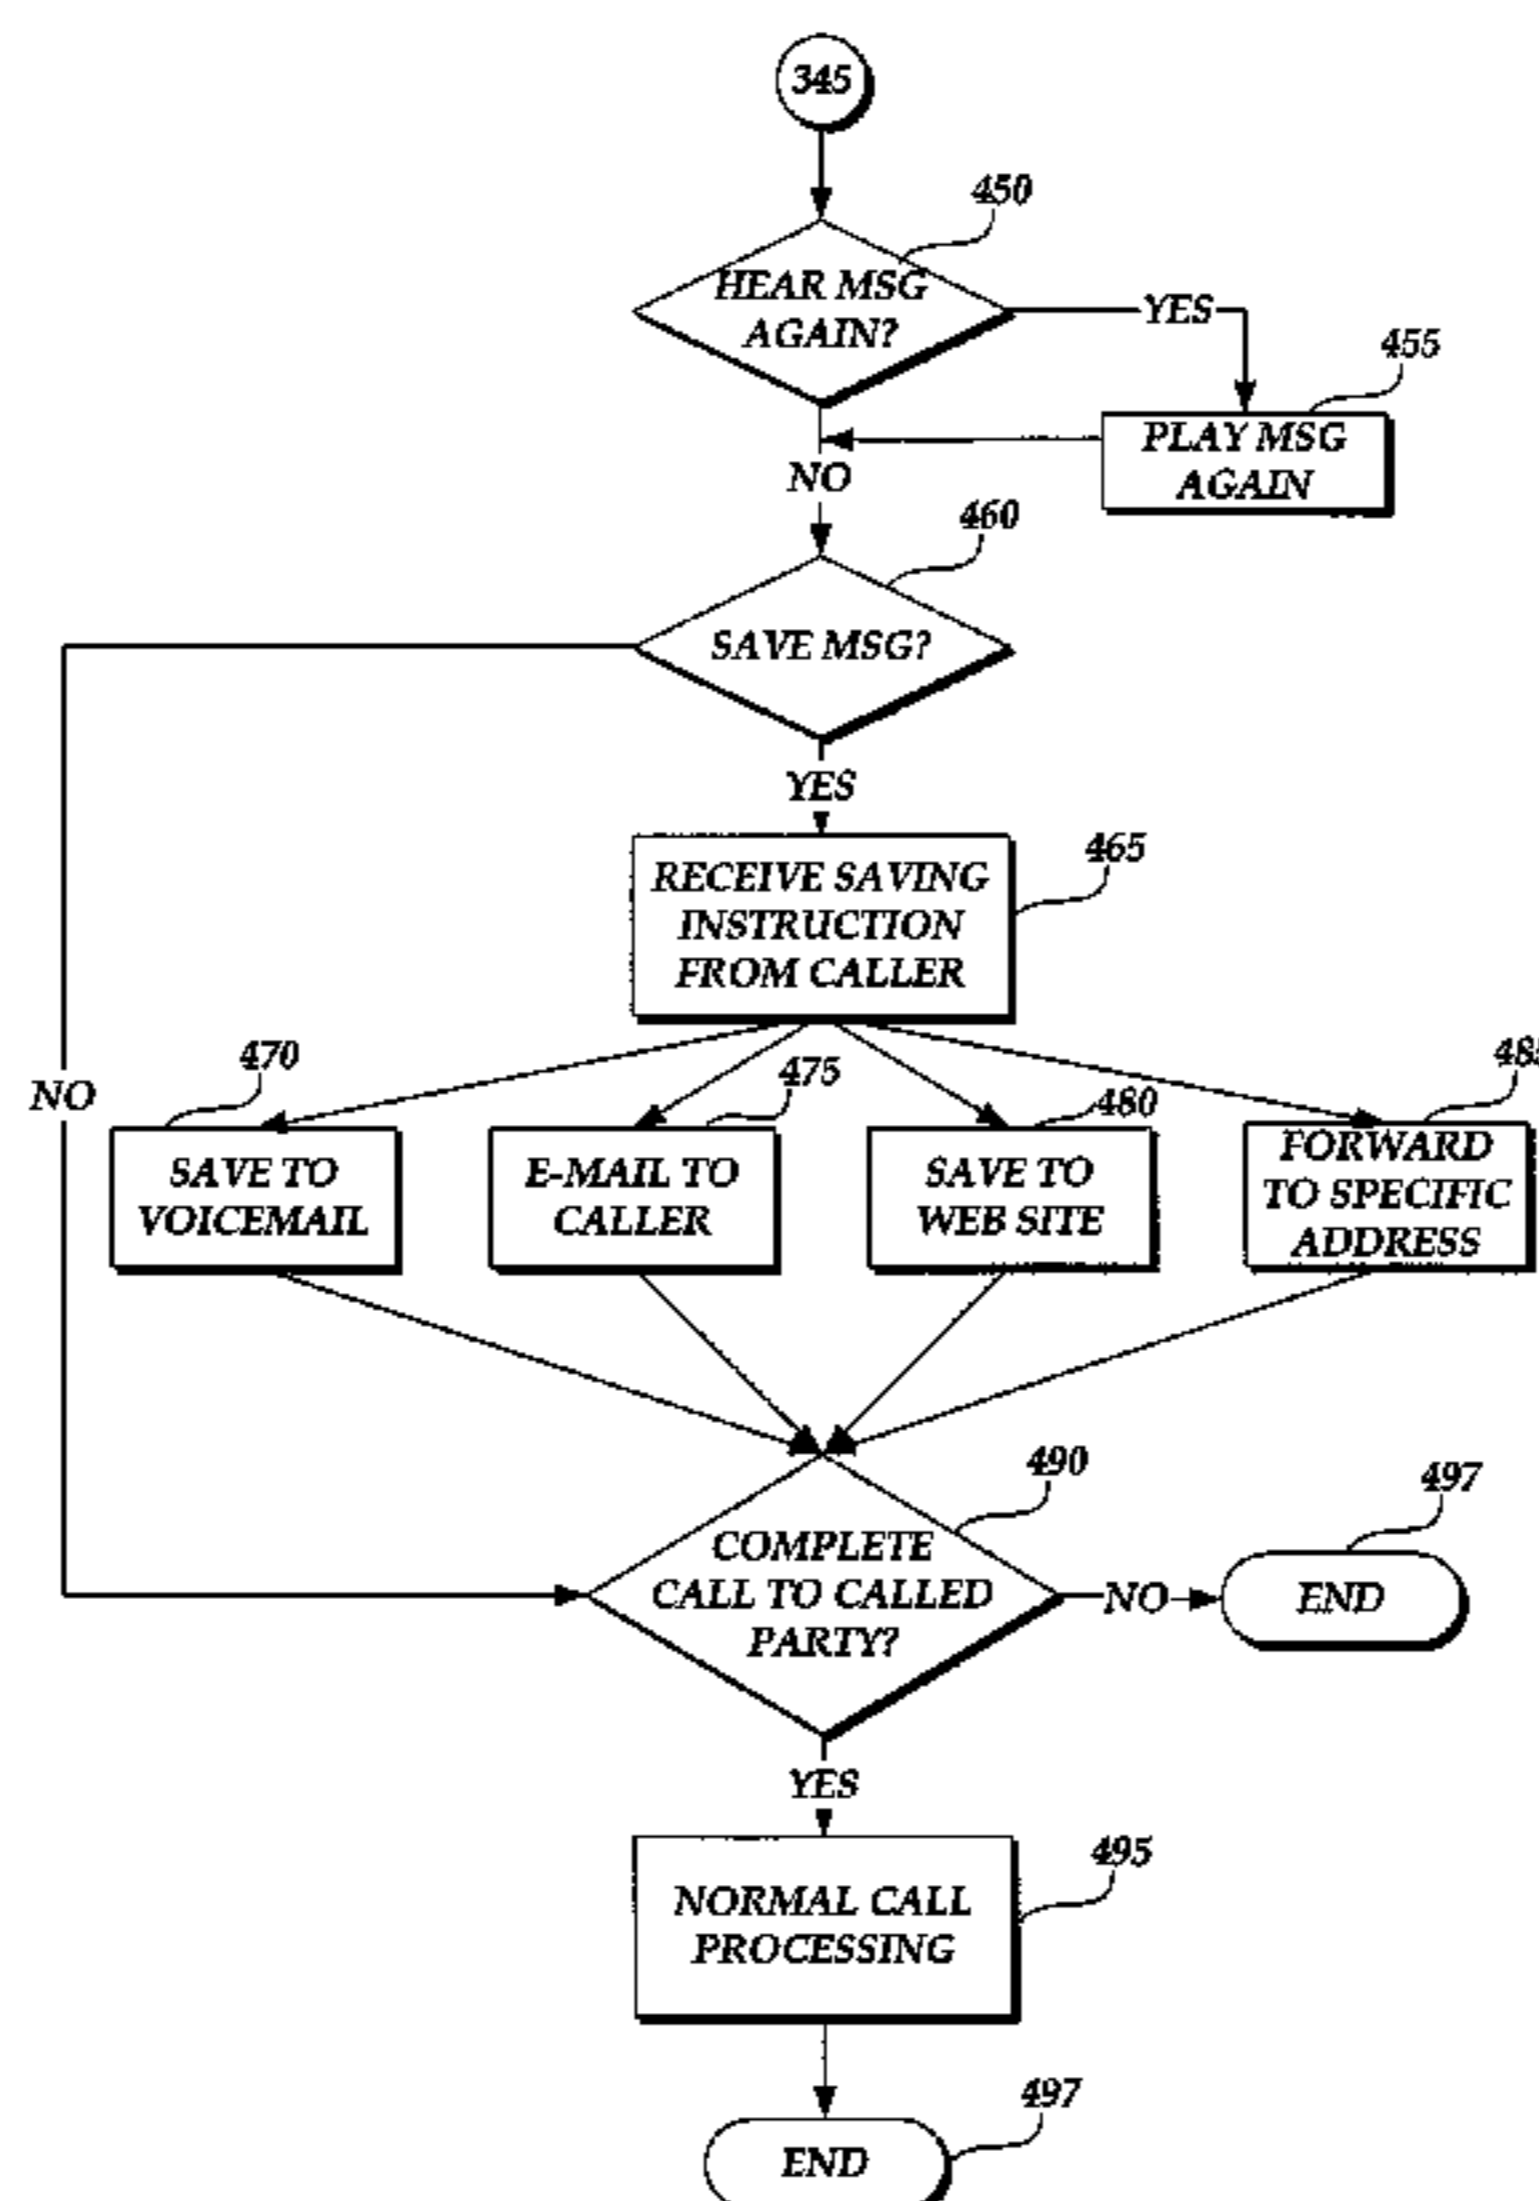 345
450
HEAR MSG
AGAIN?
YES
455
PLAY MSG
AGAIN
NO
460
SAVE MSG?
YES
465
RECEIVE SAVING
INSTRUCTION
FROM CALLER
470
475
480
NO
SAVE TO
VOICEMAIL
E-MAIL TO
CALLER
SAVE TO
WEB SITE
FORWARD
TO SPECIFIC
ADDRESS
490
497
COMPLETE
CALL TO CALLED
PARTY?
NO
END
YES
495
NORMAL CALL
PROCESSING
497
END